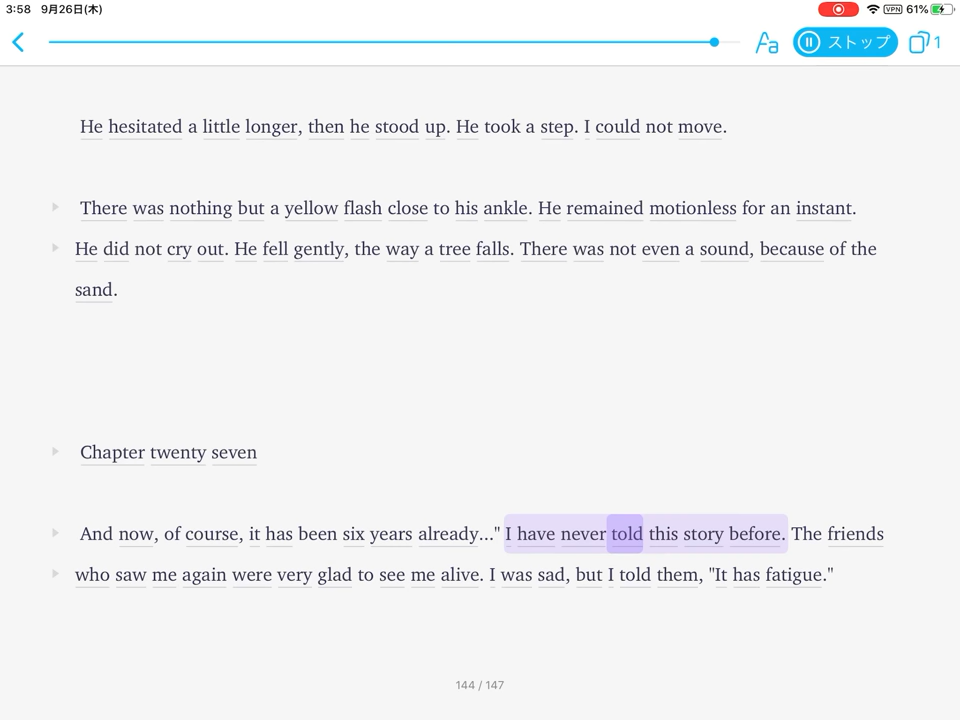 3:58 9月26日(木) VPN 61%
Aa ストップ 1
He hesitated a little longer, then he stood up. He took a step. I could not move.
There was nothing but a yellow flash close to his ankle. He remained motionless for an instant.
He did not cry out. He fell gently, the way a tree falls. There was not even a sound, because of the
sand.
Chapter twenty seven
And now, of course, it has been six years already..." I have never told this story before. The friends
who saw me again were very glad to see me alive. I was sad, but I told them, "It has fatigue."
144 / 147